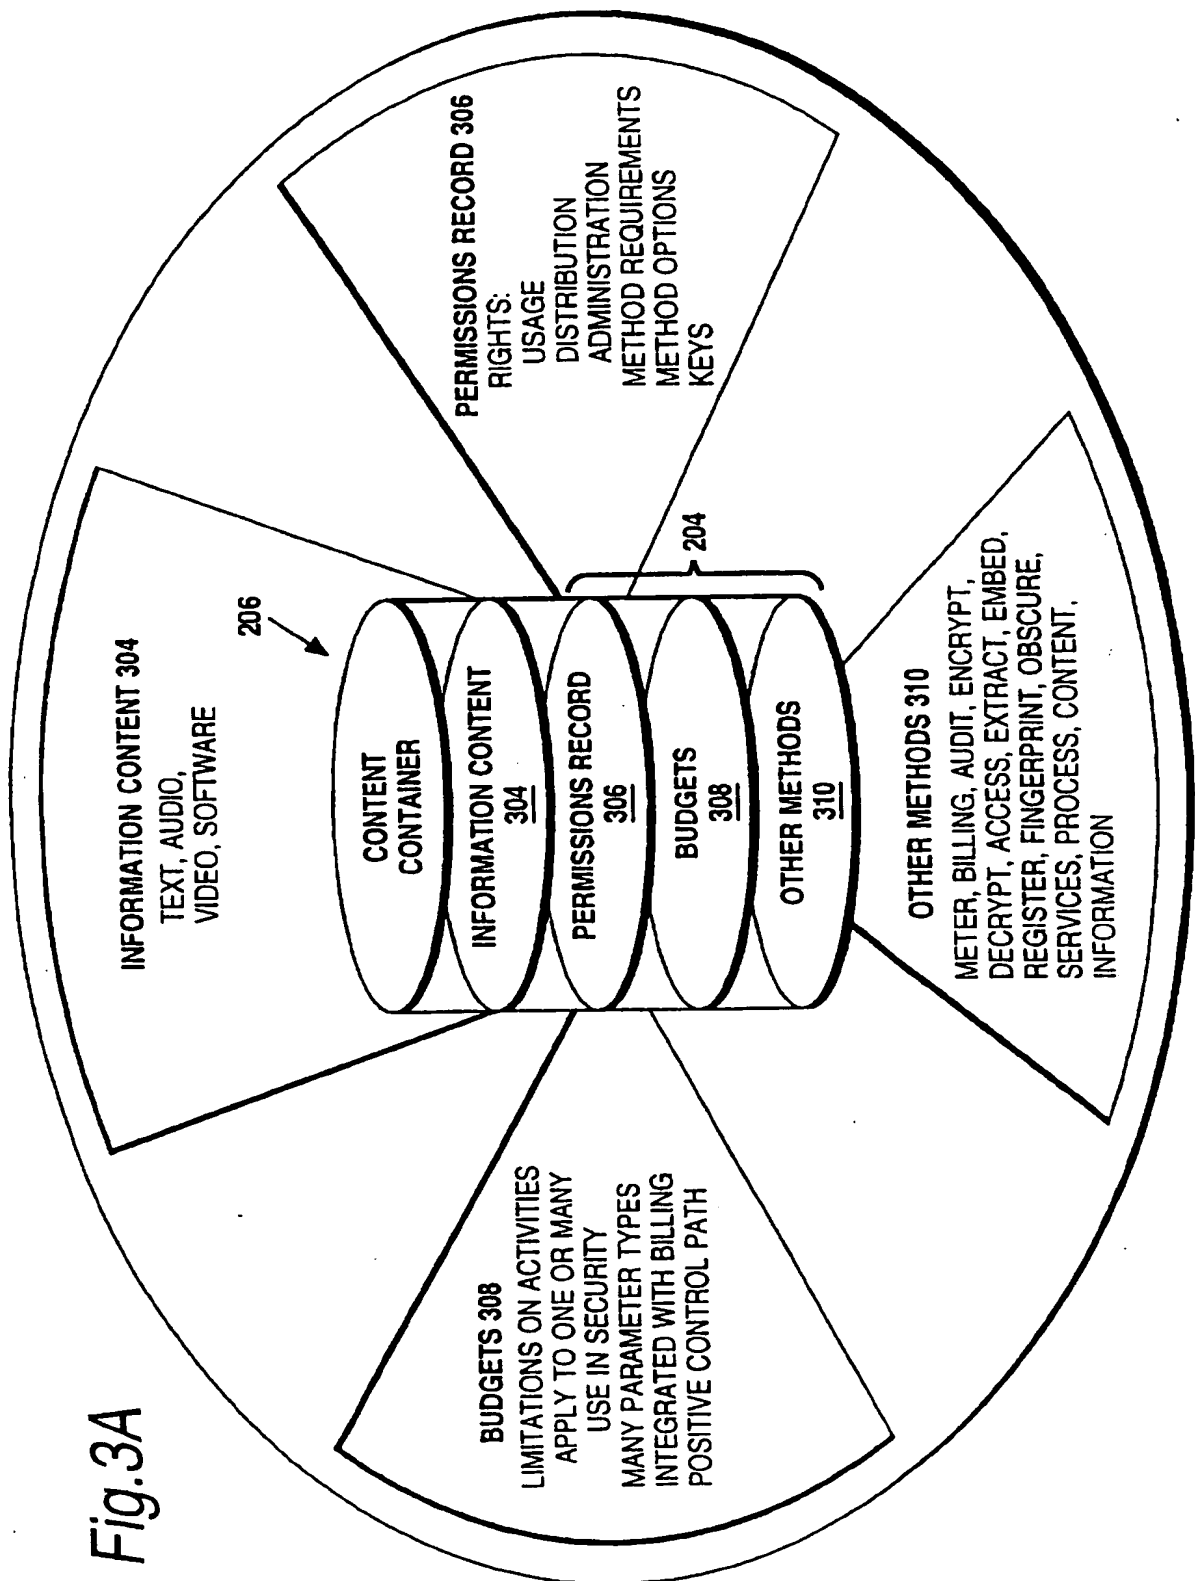 Fig.3A
INFORMATION CONTENT 304
TEXT, AUDIO,
VIDEO, SOFTWARE
206
BUDGETS 308
LIMITATIONS ON ACTIVITIES
APPLY TO ONE OR MANY
USE IN SECURITY
MANY PARAMETER TYPES
INTEGRATED WITH BILLING
POSITIVE CONTROL PATH
CONTENT
CONTAINER
INFORMATION CONTENT
304
PERMISSIONS RECORD
306
BUDGETS
308
OTHER METHODS
310
204
PERMISSIONS RECORD 306
RIGHTS:
USAGE
DISTRIBUTION
ADMINISTRATION
METHOD REQUIREMENTS
METHOD OPTIONS
KEYS
OTHER METHODS 310
METER, BILLING, AUDIT, ENCRYPT,
DECRYPT, ACCESS, EXTRACT, EMBED,
REGISTER, FINGERPRINT, OBSCURE,
SERVICES, PROCESS, CONTENT,
INFORMATION